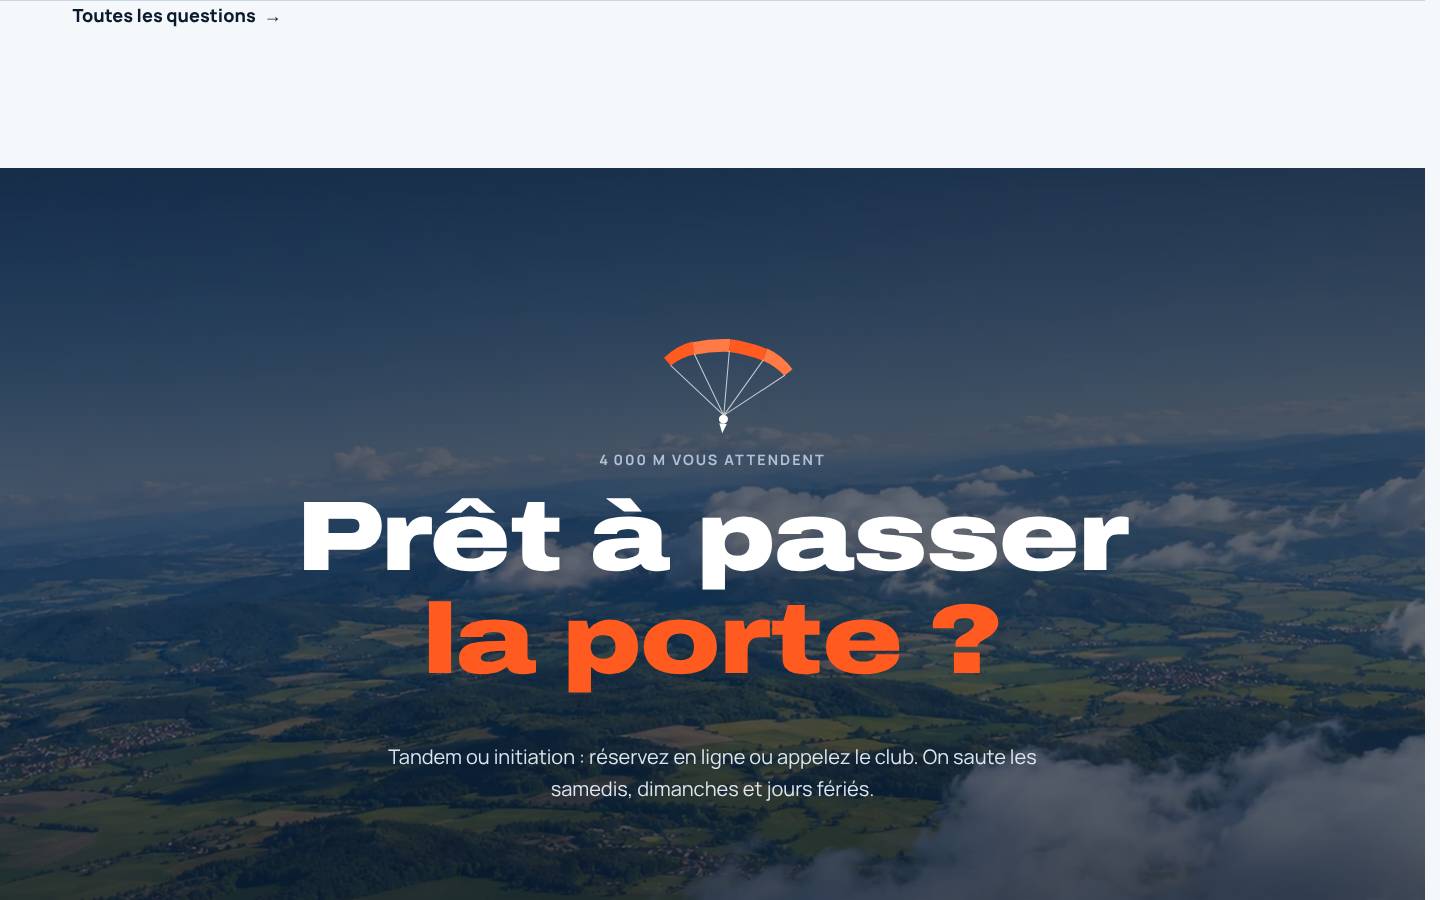 Toutes les questions →
4 000 M VOUS ATTENDENT
Prêt à passer
la porte ?
Tandem ou initiation : réservez en ligne ou appelez le club. On saute les
samedis, dimanches et jours fériés.